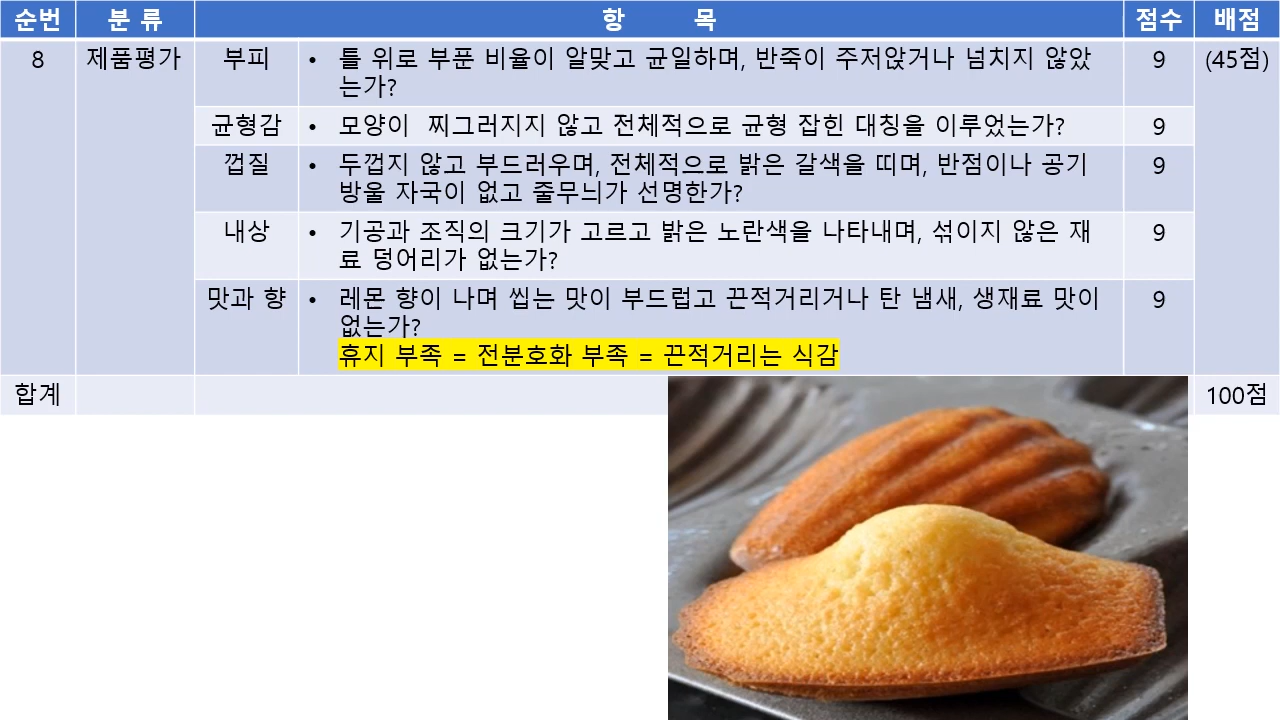 순번 분 류 항 목 점수 배점
8 제품평가 부피 • 틀 위로 부푼 비율이 알맞고 균일하며, 반죽이 주저앉거나 넘치지 않았 9 (45점)
는가?
균형감 • 모양이 찌그러지지 않고 전체적으로 균형 잡힌 대칭을 이루었는가? 9
껍질 • 두껍지 않고 부드러우며, 전체적으로 밝은 갈색을 띠며, 반점이나 공기 9
방울 자국이 없고 줄무늬가 선명한가?
내상 • 기공과 조직의 크기가 고르고 밝은 노란색을 나타내며, 섞이지 않은 재 9
료 덩어리가 없는가?
맛과 향 • 레몬 향이 나며 씹는 맛이 부드럽고 끈적거리거나 탄 냄새, 생재료 맛이 9
없는가?
휴지 부족 = 전분호화 부족 = 끈적거리는 식감
합계 100점